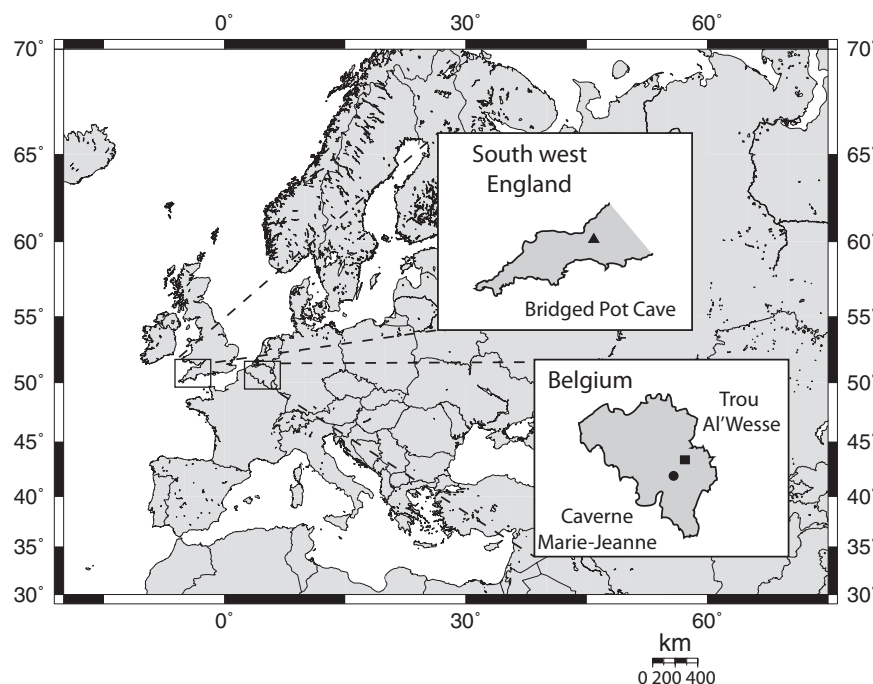 0° 30° 60°
70° 70°
65° 65
60° 60°
55° 55°
50° 50°
45° 45°
40° 40°
35° 35°
30° 30°
0° 30° 60°
South west
England
Bridged Pot Cave
Belgium
Trou
Al'Wesse
Caverne
Marie-Jeanne
km
0 200 400